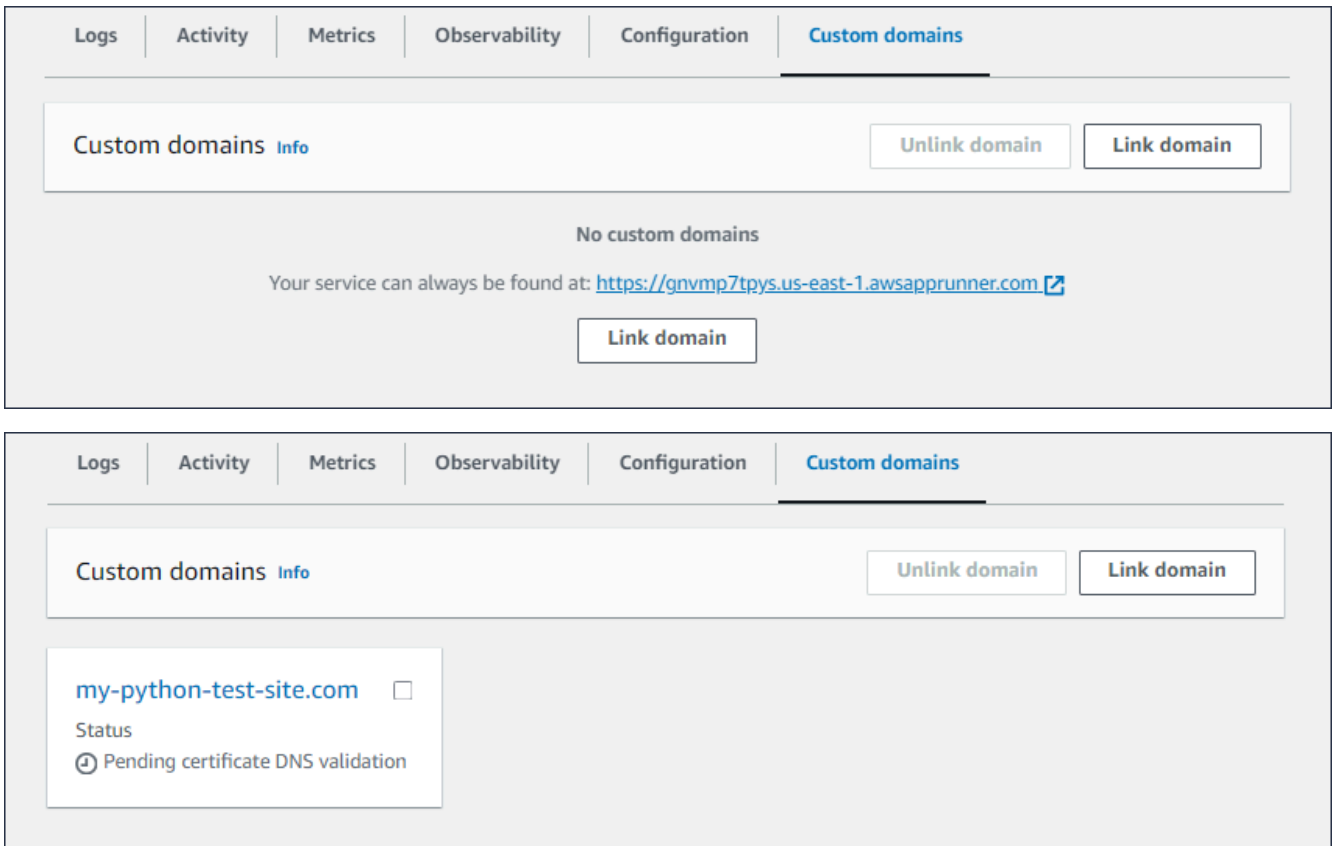 Logs Activity Metrics Observability Configuration Custom domains
Custom domains Info Unlink domain Link domain
No custom domains
Your service can always be found at: https://gnvmp7tpys.us-east-1.awsapprunner.com
Link domain
Logs Activity Metrics Observability Configuration Custom domains
Custom domains Info Unlink domain Link domain
my-python-test-site.com
Status
Pending certificate DNS validation